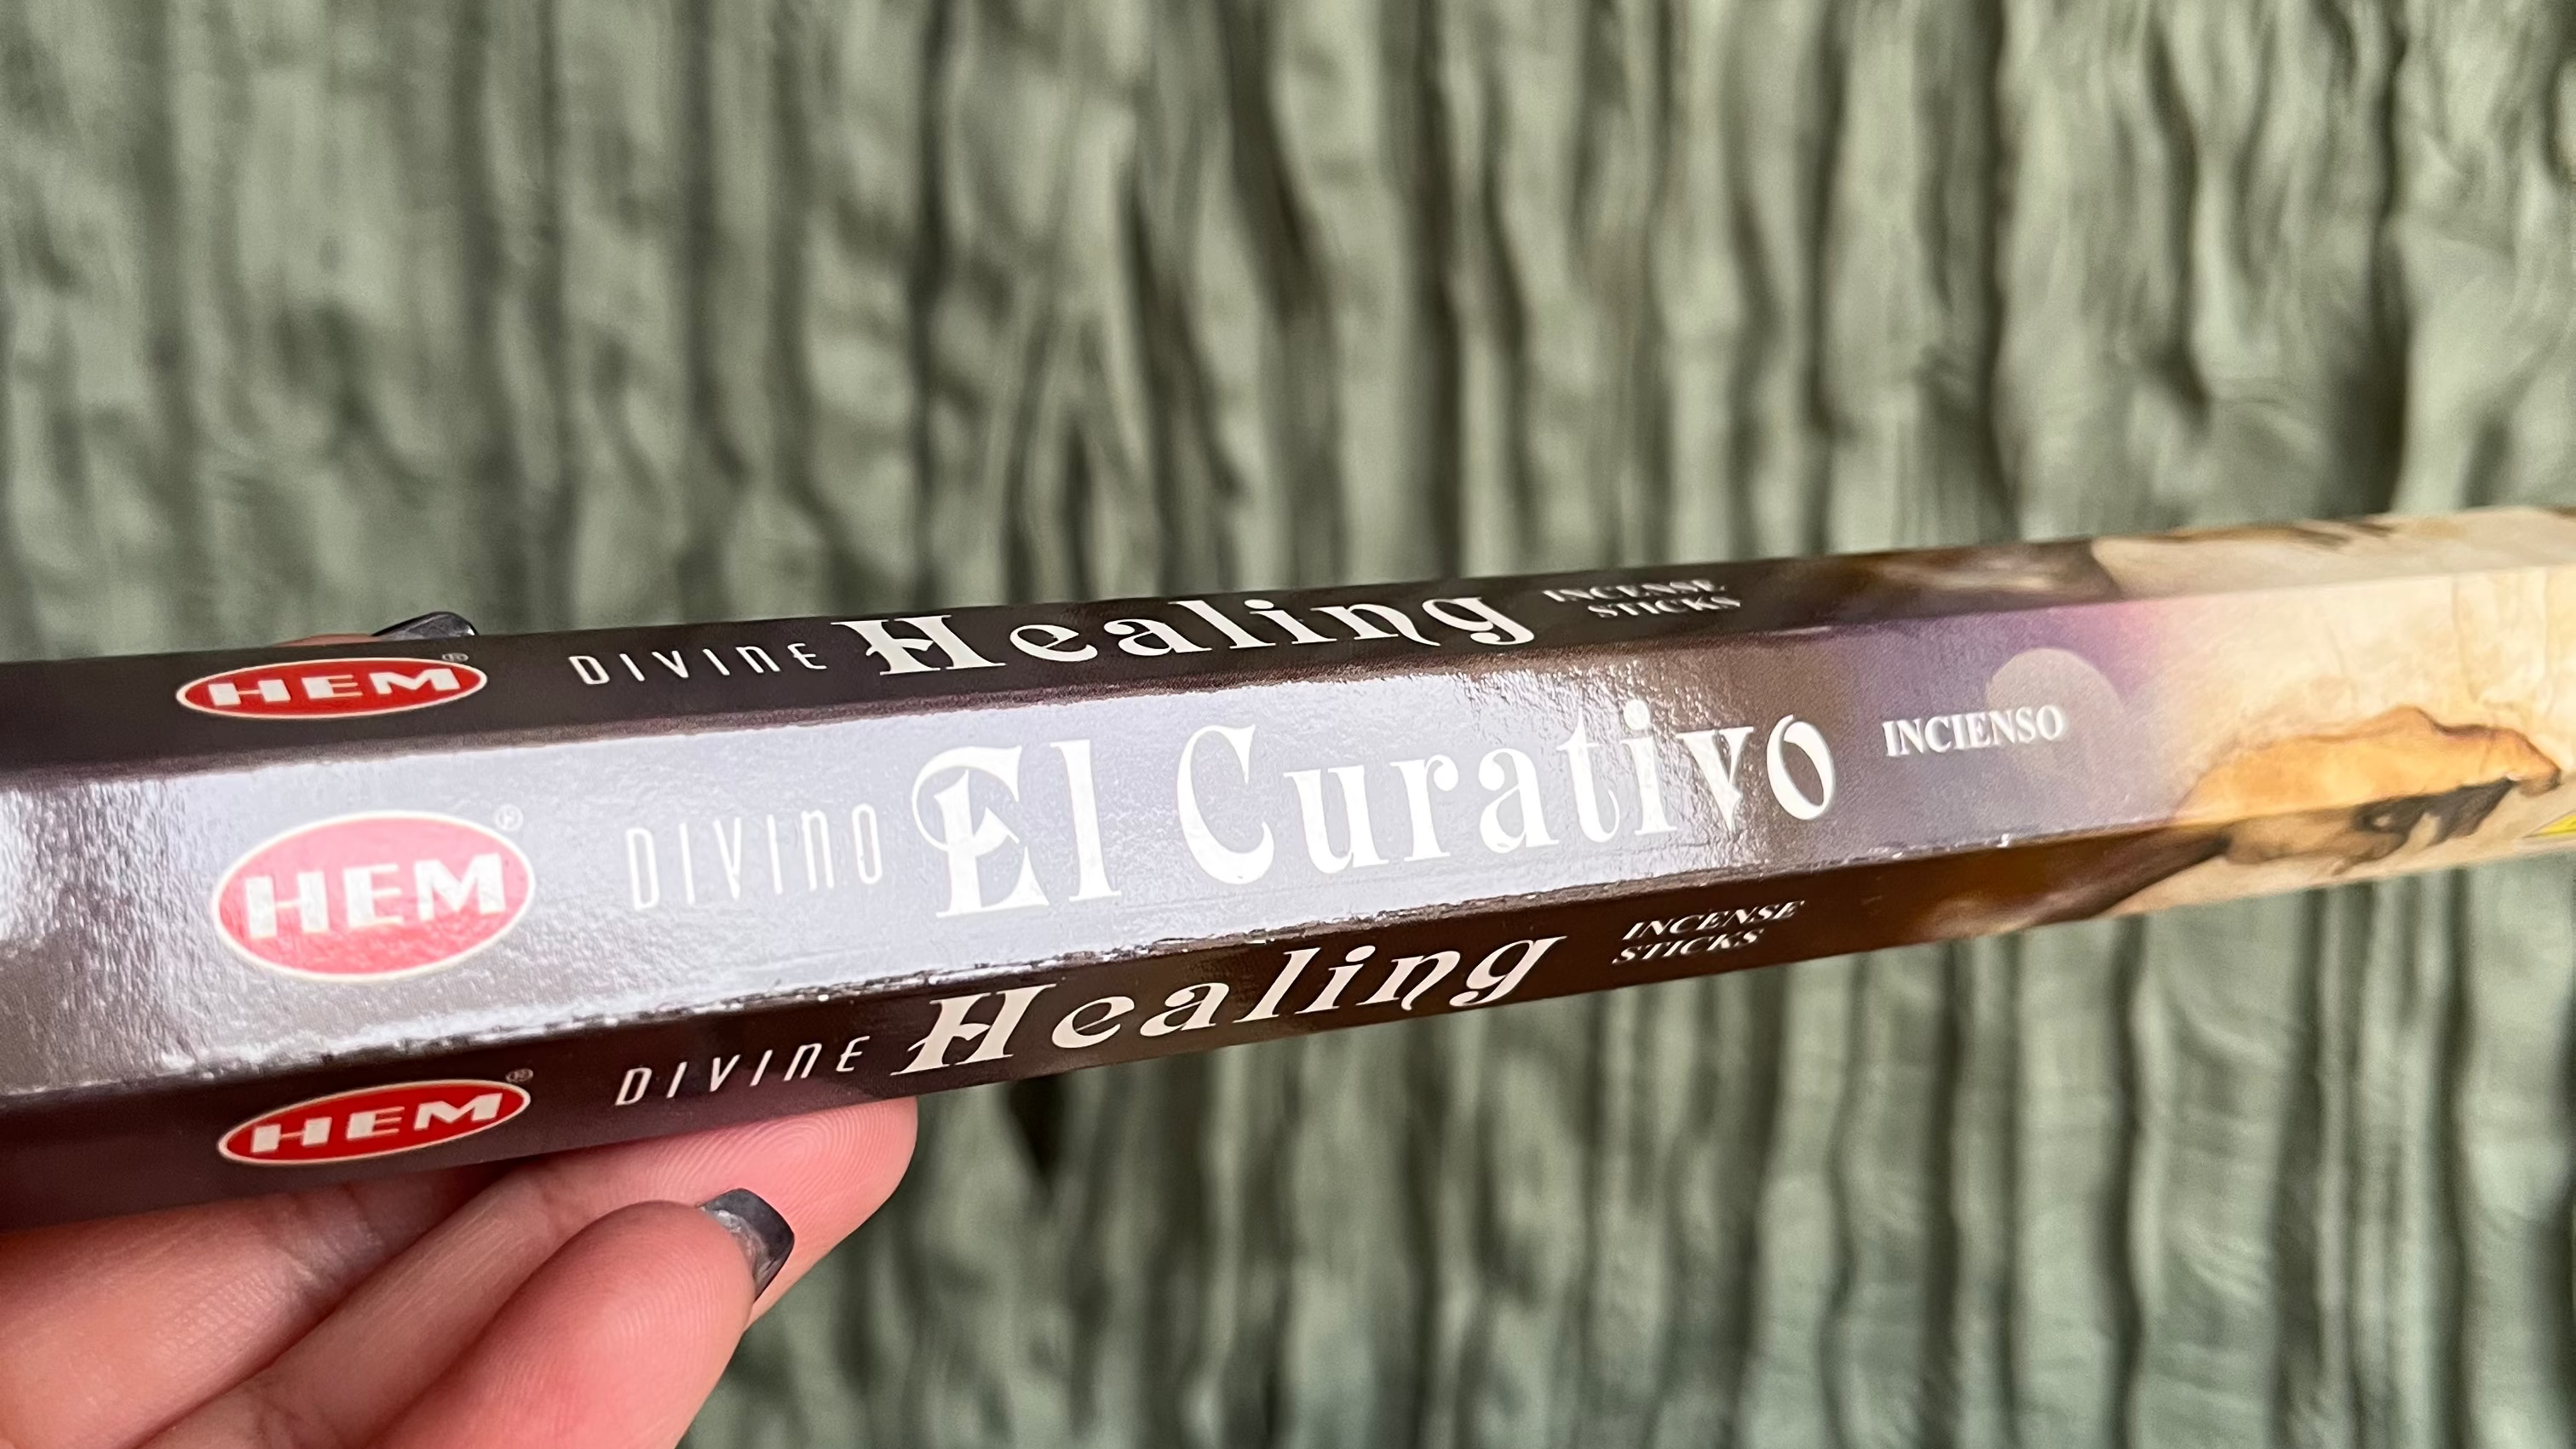 HEM® DIVINE Healing INCENSE
STICKS
HEM® DIVINO El Curativo INCIENSO
HEM® DIVINE Healing INCENSE
STICKS